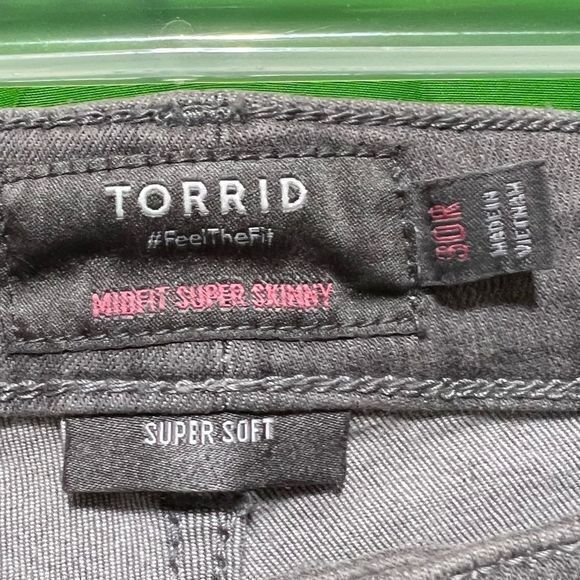 TORRID
#FeelTheFit
MIDFIT SUPER SKINNY
30R
MADE IN
VIETNAM
SUPER SOFT